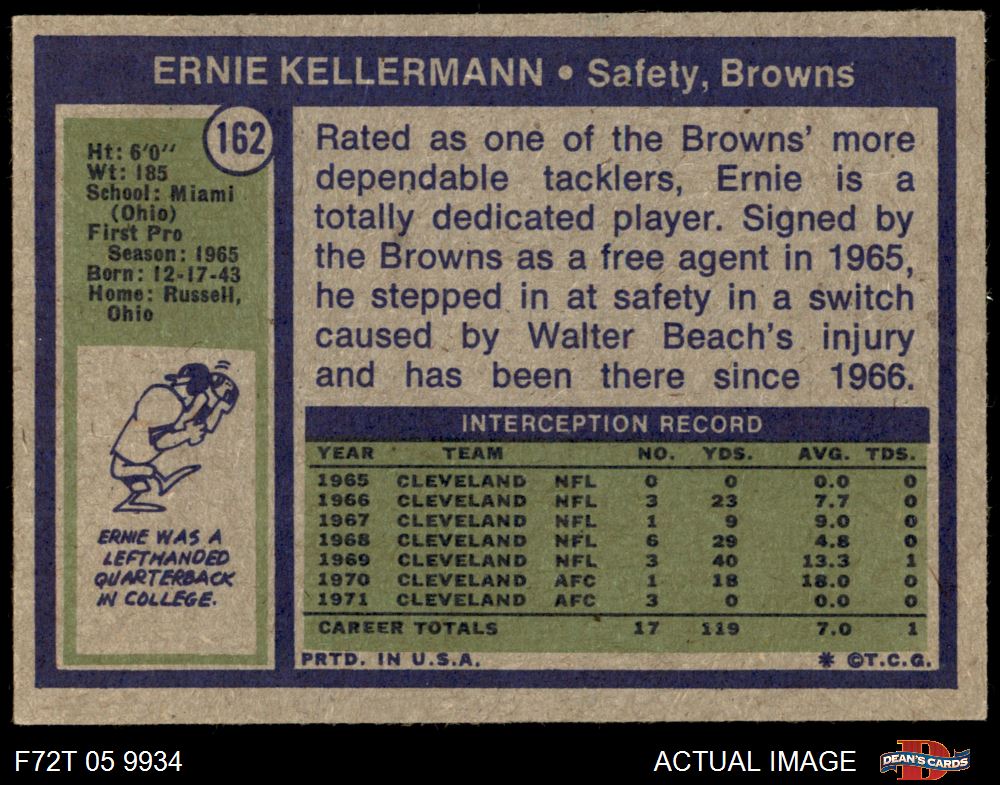 ERNIE KELLERMANN • Safety, Browns
162
Ht: 6'0"
Wt: 185
School: Miami
(Ohio)
First Pro
Season: 1965
Born: 12-17-43
Home: Russell,
Ohio
ERNIE WAS A
LEFTHANDED
QUARTERBACK
IN COLLEGE.
Rated as one of the Browns' more
dependable tacklers, Ernie is a
totally dedicated player. Signed by
the Browns as a free agent in 1965,
he stepped in at safety in a switch
caused by Walter Beach's injury
and has been there since 1966.
INTERCEPTION RECORD
YEAR TEAM NO. YDS. AVG. TDS.
1965 CLEVELAND NFL 0 0 0.0 0
1966 CLEVELAND NFL 3 23 7.7 0
1967 CLEVELAND NFL 1 9 9.0 0
1968 CLEVELAND NFL 6 29 4.8 0
1969 CLEVELAND NFL 3 40 13.3 1
1970 CLEVELAND AFC 1 18 18.0 0
1971 CLEVELAND AFC 3 0 0.0 0
CAREER TOTALS 17 119 7.0 1
PRTD. IN U.S.A. * ©T.C.G.
F72T 05 9934 ACTUAL IMAGE DEAN'S CARDS